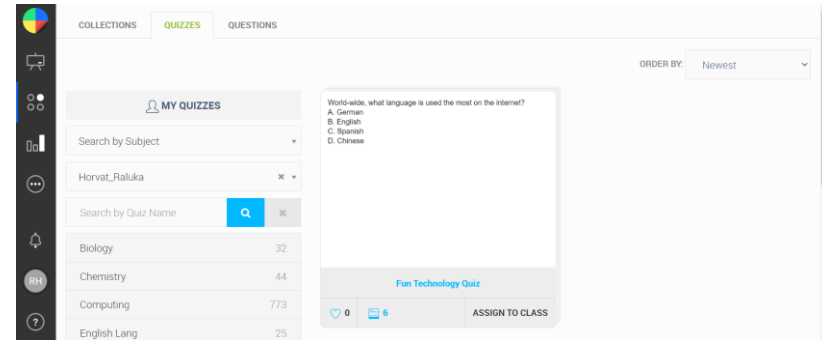 COLLECTIONS QUIZZES QUESTIONS
ORDER BY: Newest
MY QUIZZES
Search by Subject
Horvat_Raluka
Search by Quiz Name
Biology 32
Chemistry 44
Computing 773
English Lang 25
World-wide, what language is used the most on the internet?
A. German
B. English
C. Spanish
D. Chinese
Fun Technology Quiz
0 6 ASSIGN TO CLASS
RH
?